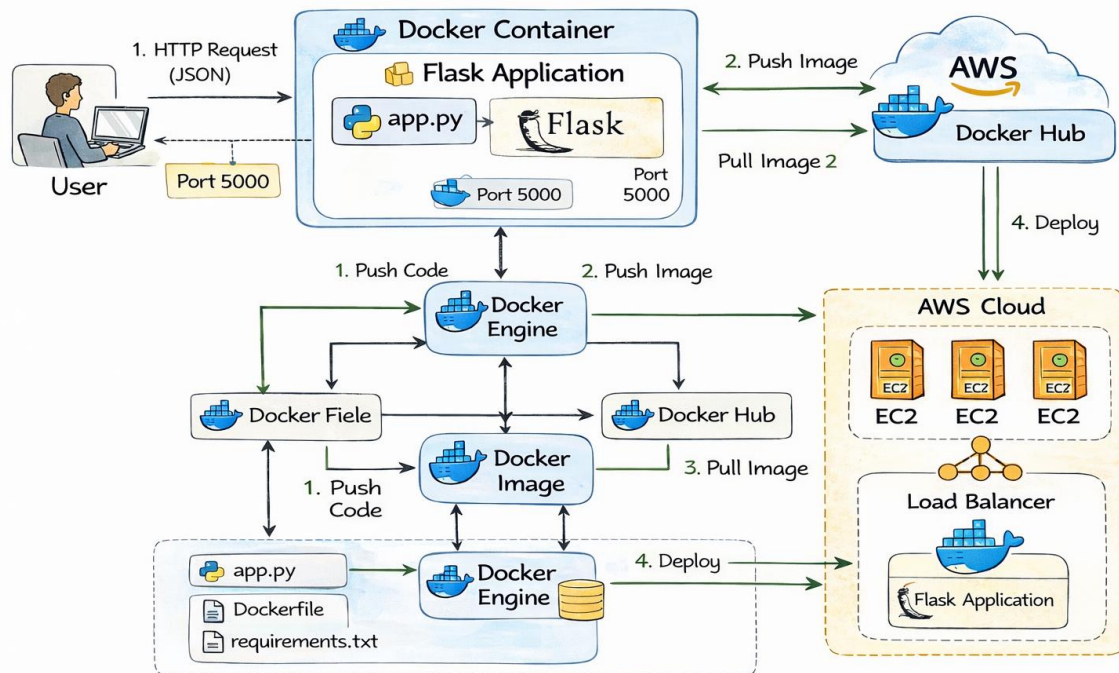 Docker Container
1. HTTP Request
(JSON)
Flask Application
app.py
Flask
Port 5000
Port
5000
User
Port 5000
2. Push Image
Pull Image 2
AWS
Docker Hub
4. Deploy
1. Push Code
2. Push Image
Docker
Engine
Docker Fiele
Docker Hub
Docker
Image
1. Push
Code
3. Pull Image
app.py
Dockerfile
requirements.txt
Docker
Engine
4. Deploy
AWS Cloud
EC2
EC2
EC2
EC2
EC2
EC2
Load Balancer
Flask Application